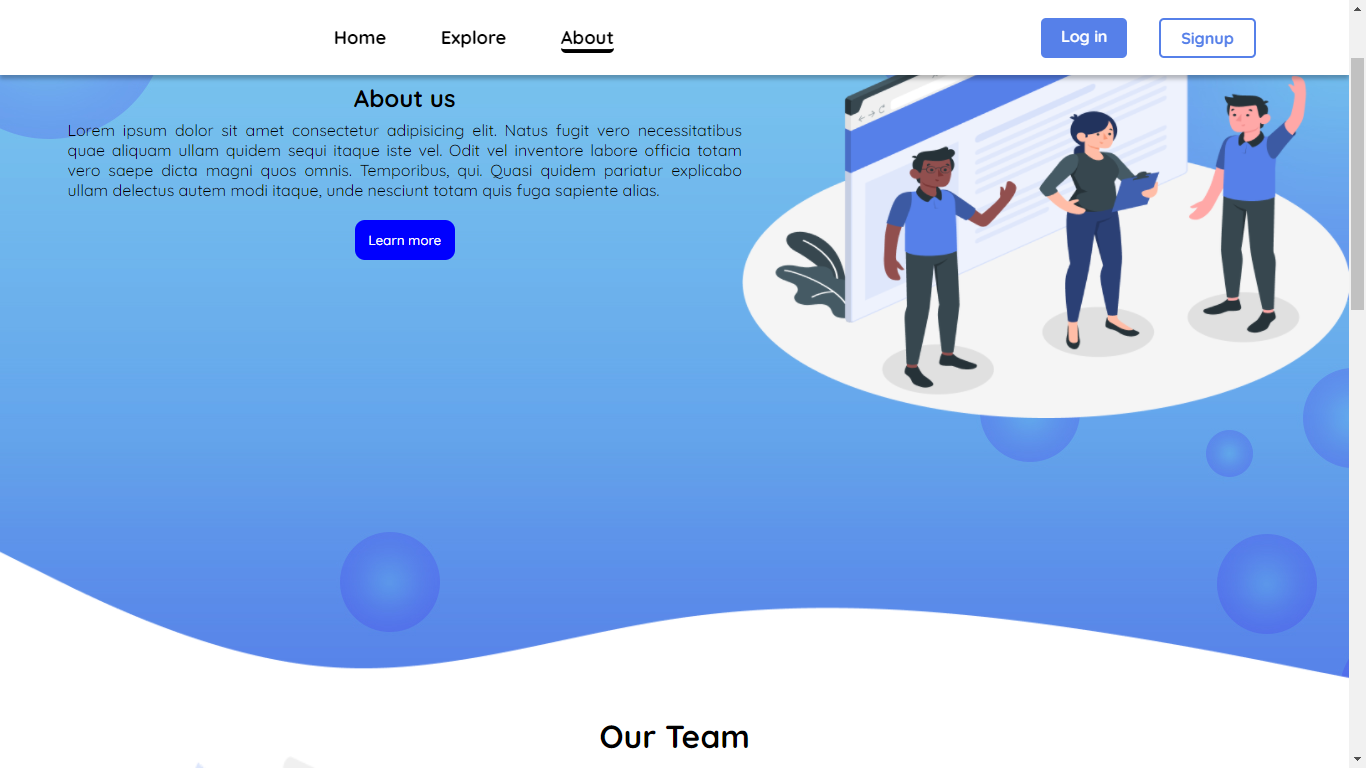 Home Explore About Log in Signup
About us
Lorem ipsum dolor sit amet consectetur adipisicing elit. Natus fugit vero necessitatibus
quae aliquam ullam quidem sequi itaque iste vel. Odit vel inventore labore officia totam
vero saepe dicta magni quos omnis. Temporibus, qui. Quasi quidem pariatur explicabo
ullam delectus autem modi itaque, unde nesciunt totam quis fuga sapiente alias.
Learn more
Our Team